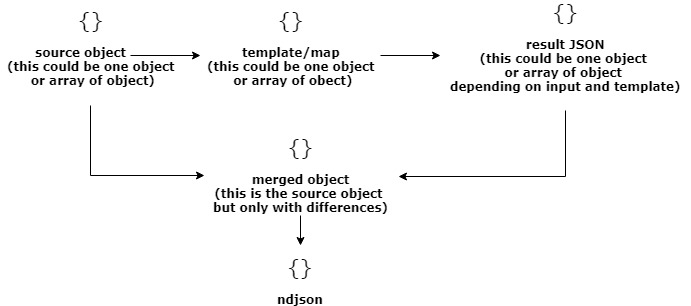 {}
source object
(this could be one object
or array of object)
{}
template/map
(this could be one object
or array of obect)
{}
result JSON
(this could be one object
or array of object
depending on input and template)
{}
merged object
(this is the source object
but only with differences)
{}
ndjson